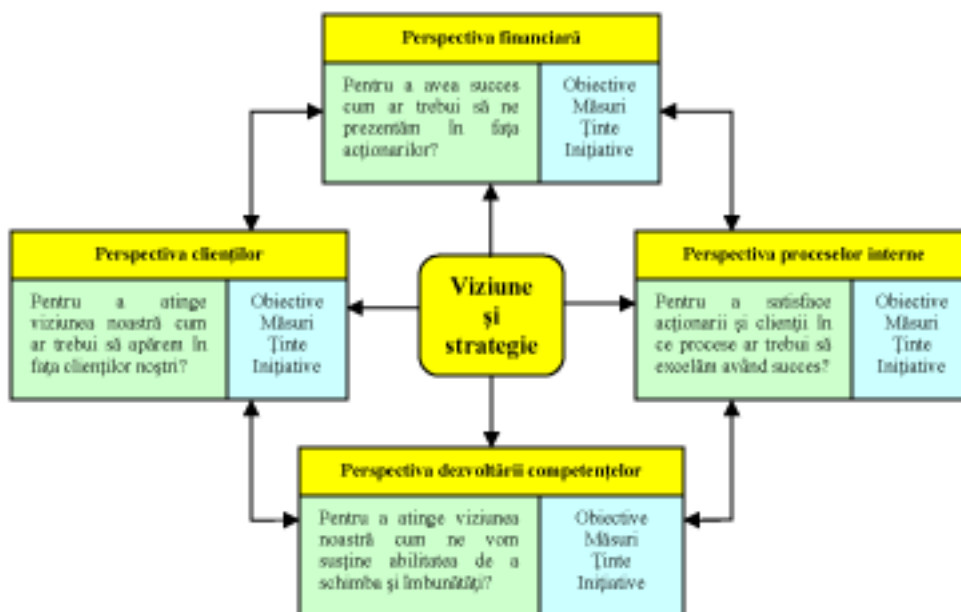 Perspectiva financiară
Pentru a avea succes
cum ar trebui să ne
prezentăm în fața
acționarilor?
Obiective
Măsuri
Ținte
Inițiative
Perspectiva clienților
Pentru a atinge
viziunea noastră cum
ar trebui să apărem în
fața clienților noștri?
Obiective
Măsuri
Ținte
Inițiative
Viziune
și
strategie
Perspectiva proceselor interne
Pentru a satisface
acționarii și clienții în
ce procese ar trebui să
excelăm având succes?
Obiective
Măsuri
Ținte
Inițiative
Perspectiva dezvoltării competențelor
Pentru a atinge viziunea
noastră cum ne vom
susține abilitatea de a
schimba și îmbunătăți?
Obiective
Măsuri
Ținte
Inițiative